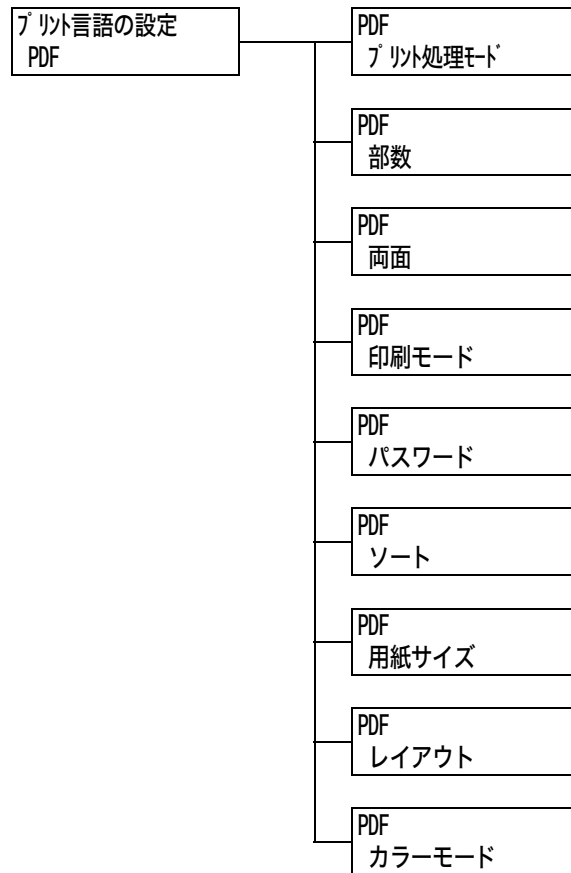 ﾌﾟﾘﾝﾄ言語の設定
PDF
PDF
ﾌﾟﾘﾝﾄ処理ﾓｰﾄﾞ
PDF
部数
PDF
両面
PDF
印刷モード
PDF
パスワード
PDF
ソート
PDF
用紙サイズ
PDF
レイアウト
PDF
カラーモード